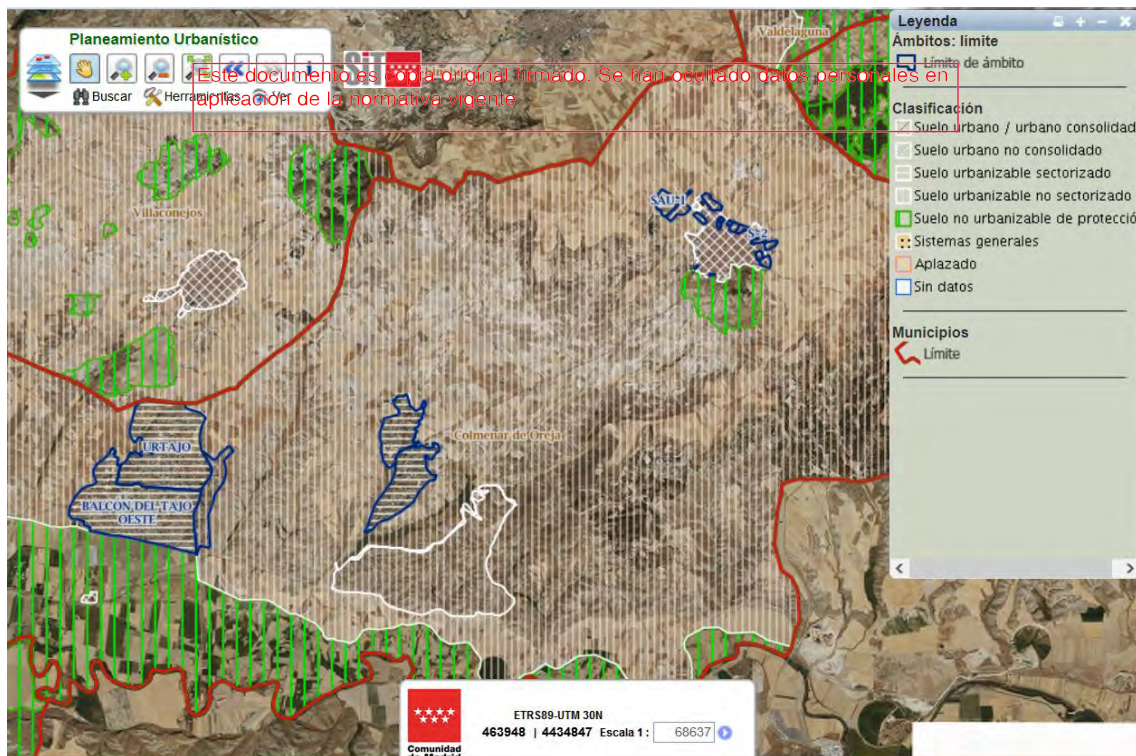 Planeamiento Urbanístico
SiT
Este documento es copia original firmado. Se han ocultado datos personales en
aplicación de la normativa vigente
Buscar Herramientas Ver
Valdelaguna
Villaconejos
SAU-1
S-2
URTAJO
BALCÓN DEL TAJO
OESTE
Colmenar de Oreja
Leyenda
Ámbitos: límite
Límite de ámbito
Clasificación
Suelo urbano / urbano consolidad
Suelo urbano no consolidado
Suelo urbanizable sectorizado
Suelo urbanizable no sectorizado
Suelo no urbanizable de protecció
Sistemas generales
Aplazado
Sin datos
Municipios
Límite
ETRS89-UTM 30N
463948 | 4434847 Escala 1 : 68637
Comunidad
de Madrid